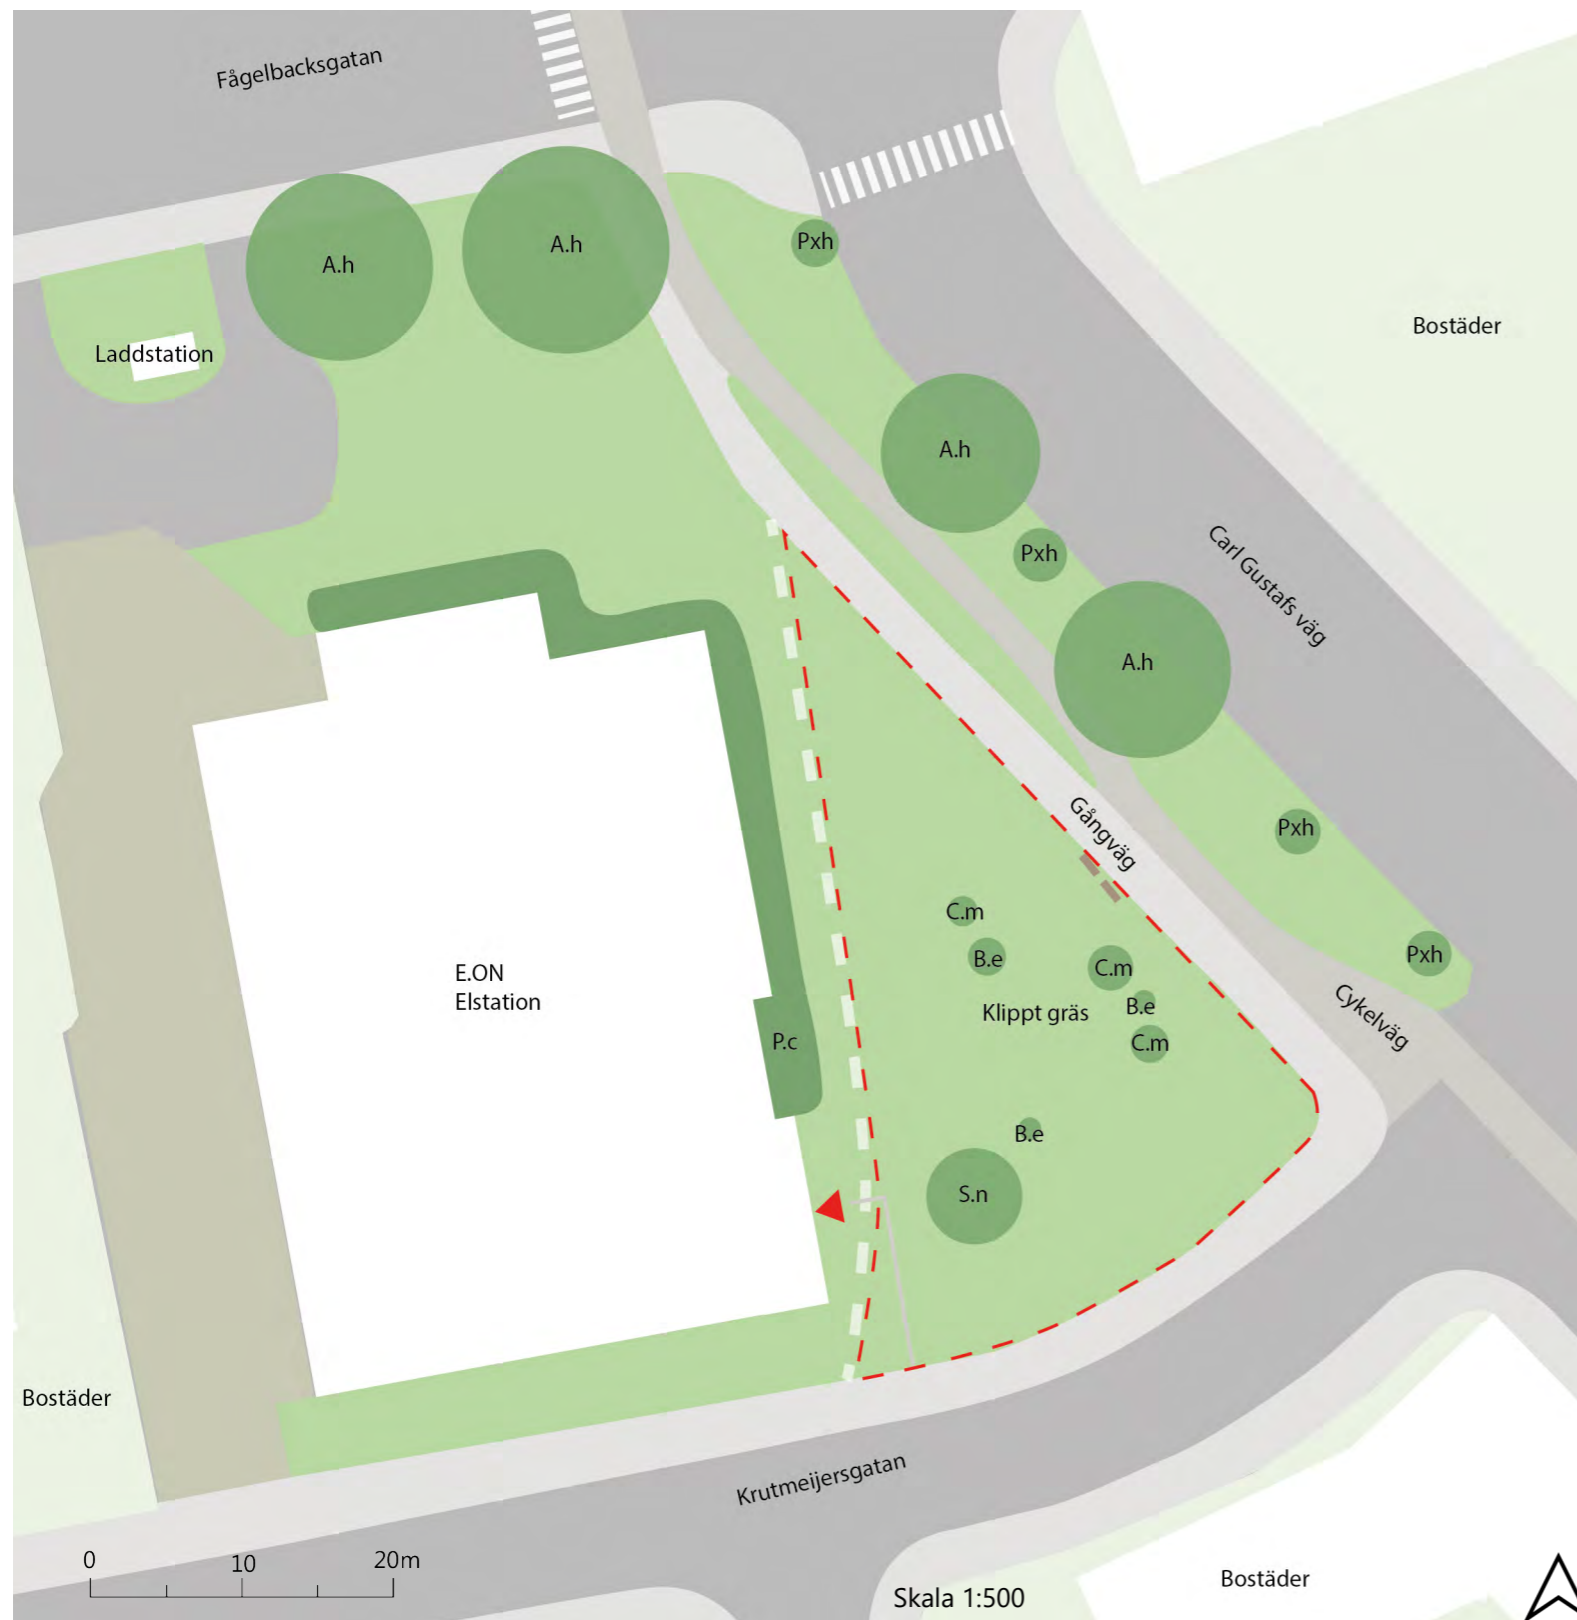 Fågelbacksgatan
Pxh
A.h
A.h
Bostäder
Laddstation
A.h
Pxh
Carl Gustafs väg
A.h
Gångväg
Pxh
C.m
B.e
C.m
Pxh
E.ON
Elstation
Klippt gräs
B.e
Cykelväg
P.c
C.m
B.e
S.n
Bostäder
Krutmeijersgatan
0 10 20m
Skala 1:500
Bostäder